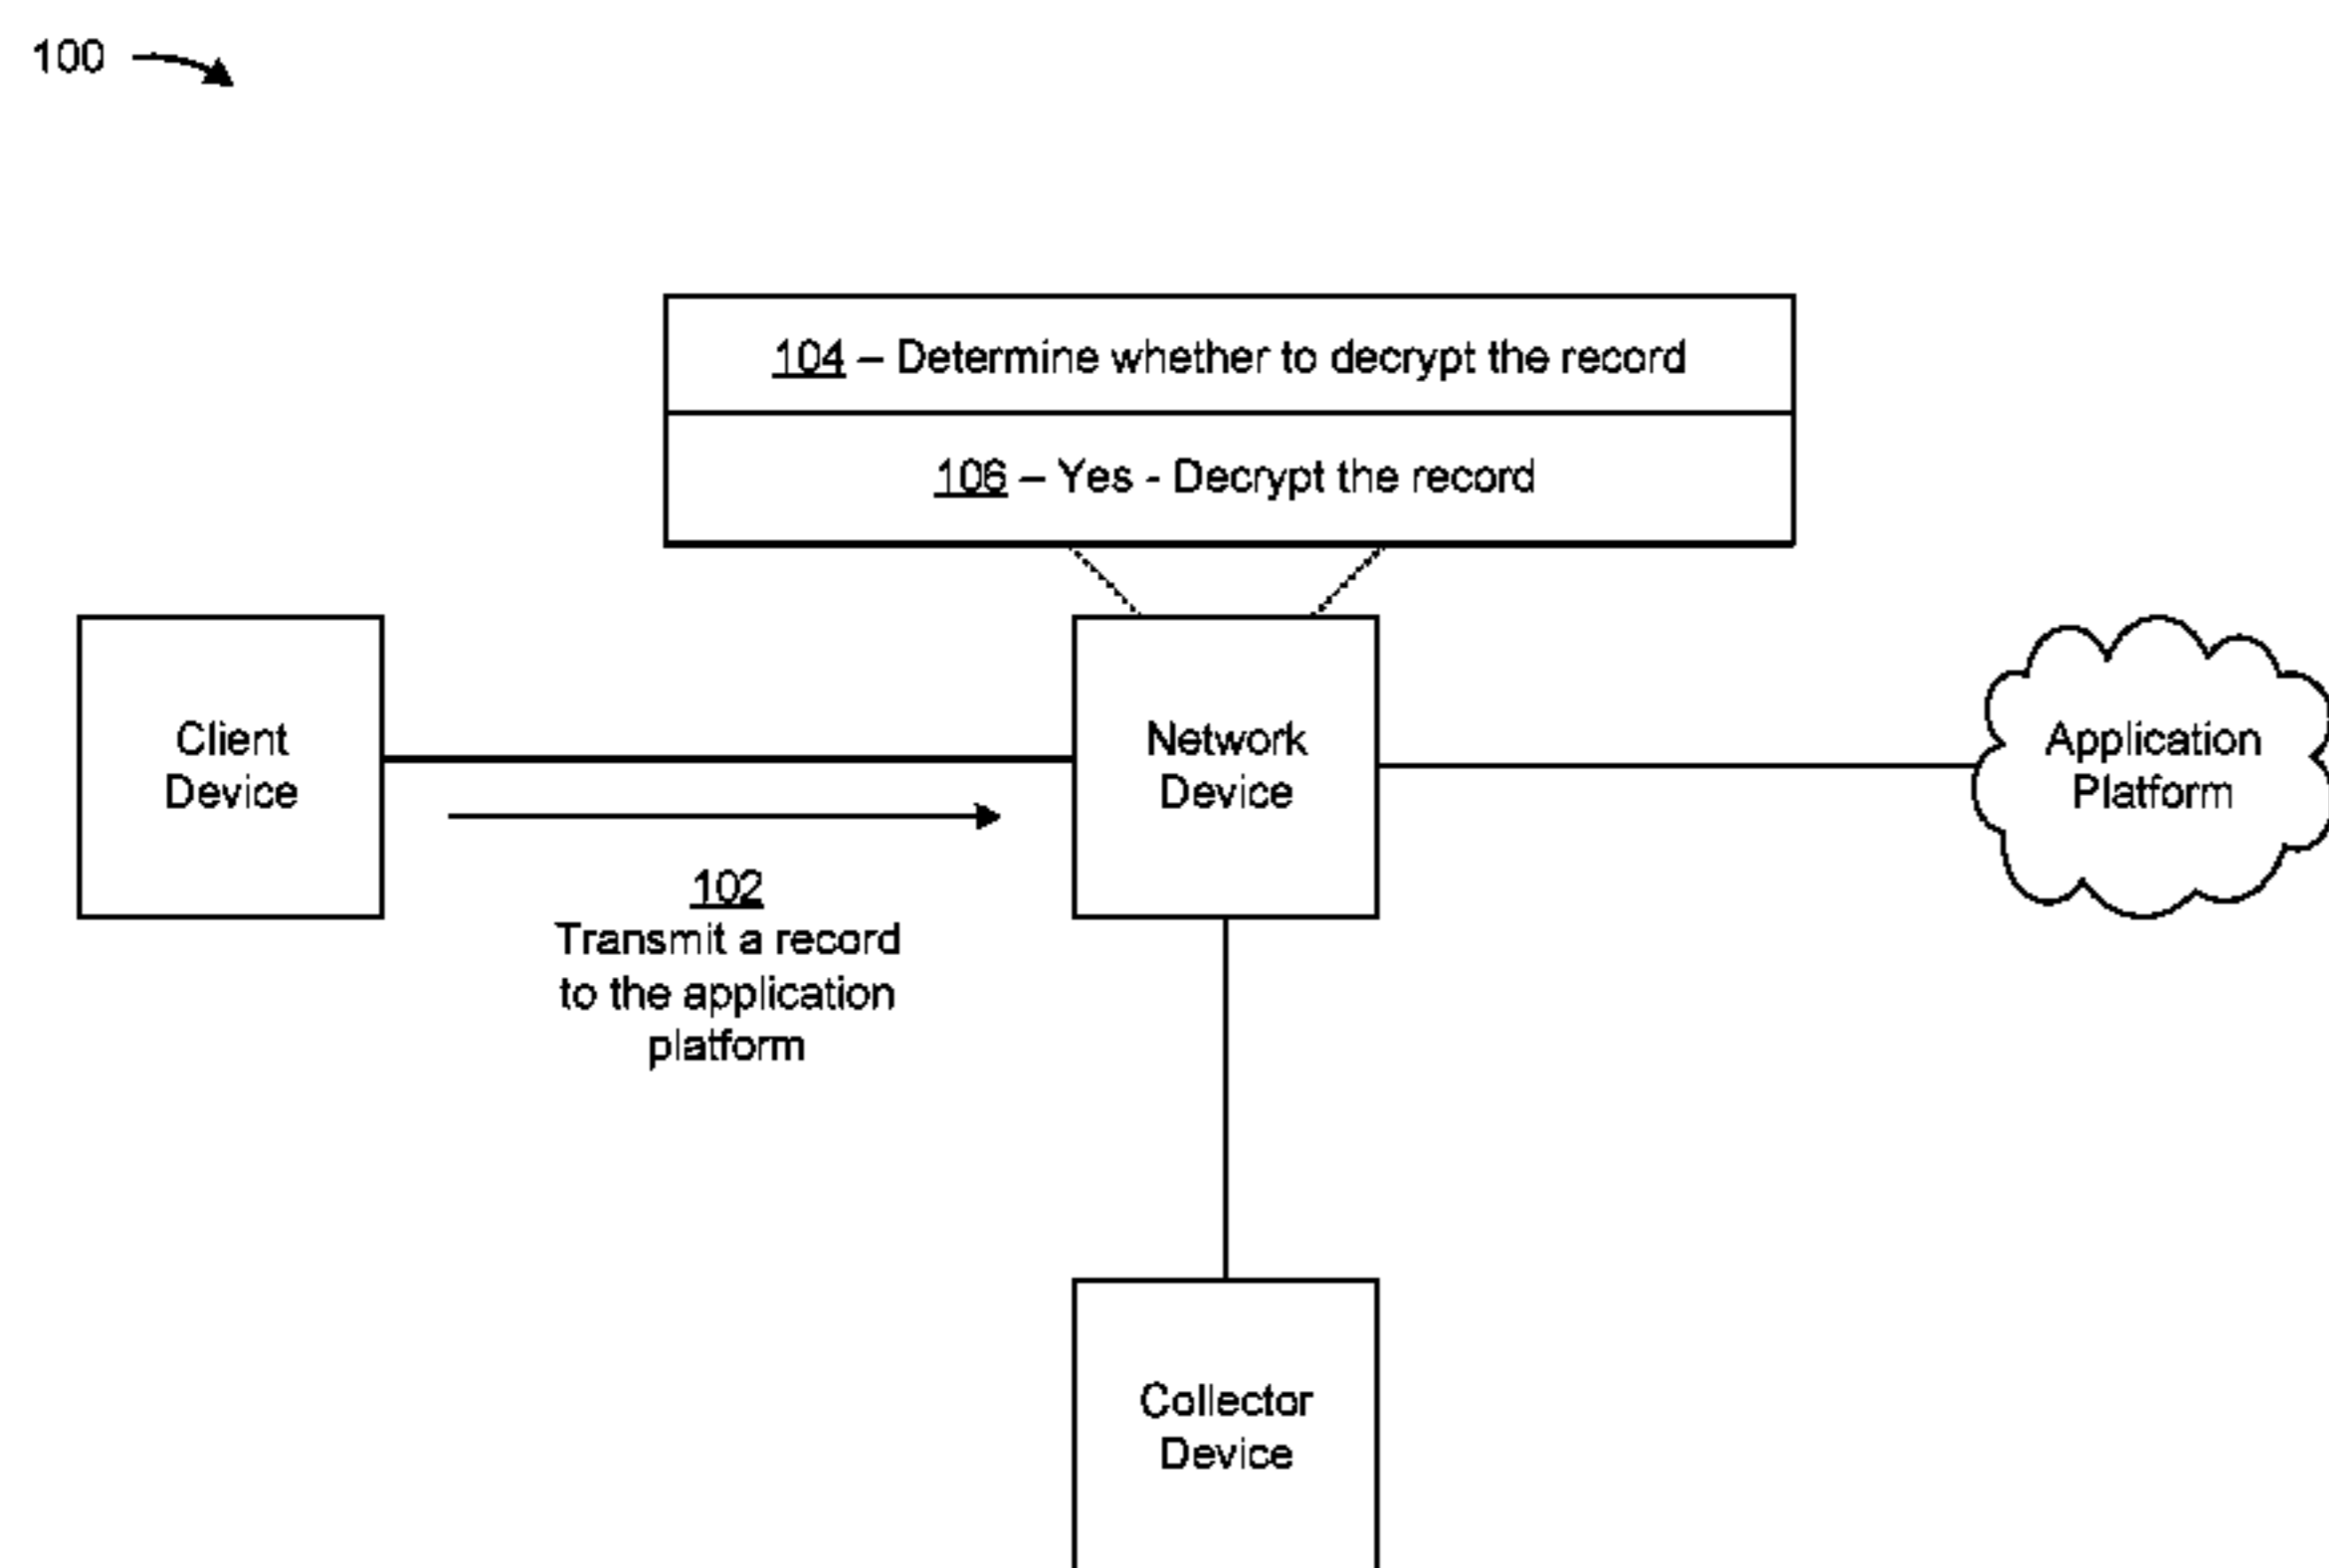 100
104 – Determine whether to decrypt the record
106 – Yes - Decrypt the record
Client
Device
Network
Device
Application
Platform
102
Transmit a record
to the application
platform
Collector
Device